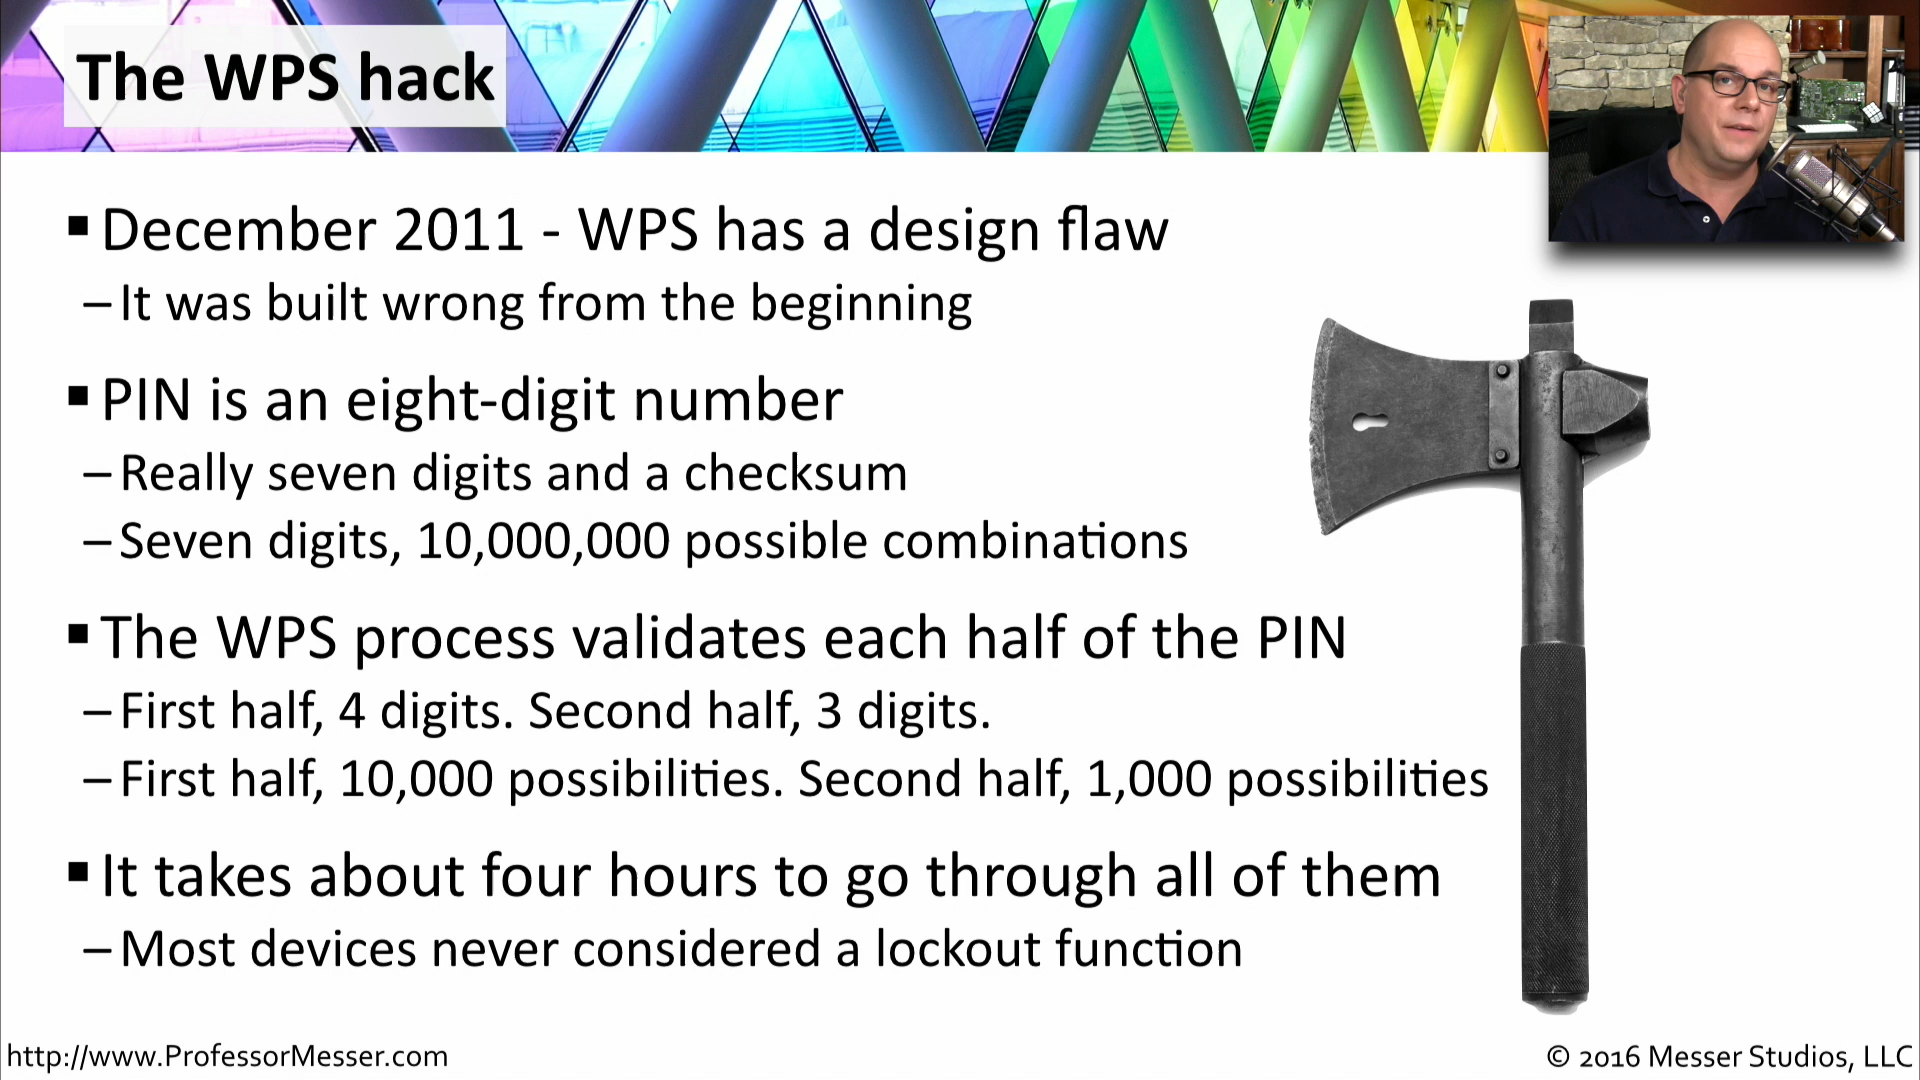 The WPS hack
▪ December 2011 - WPS has a design flaw
– It was built wrong from the beginning
▪ PIN is an eight-digit number
– Really seven digits and a checksum
– Seven digits, 10,000,000 possible combinations
▪ The WPS process validates each half of the PIN
– First half, 4 digits. Second half, 3 digits.
– First half, 10,000 possibilities. Second half, 1,000 possibilities
▪ It takes about four hours to go through all of them
– Most devices never considered a lockout function
http://www.ProfessorMesser.com
© 2016 Messer Studios, LLC